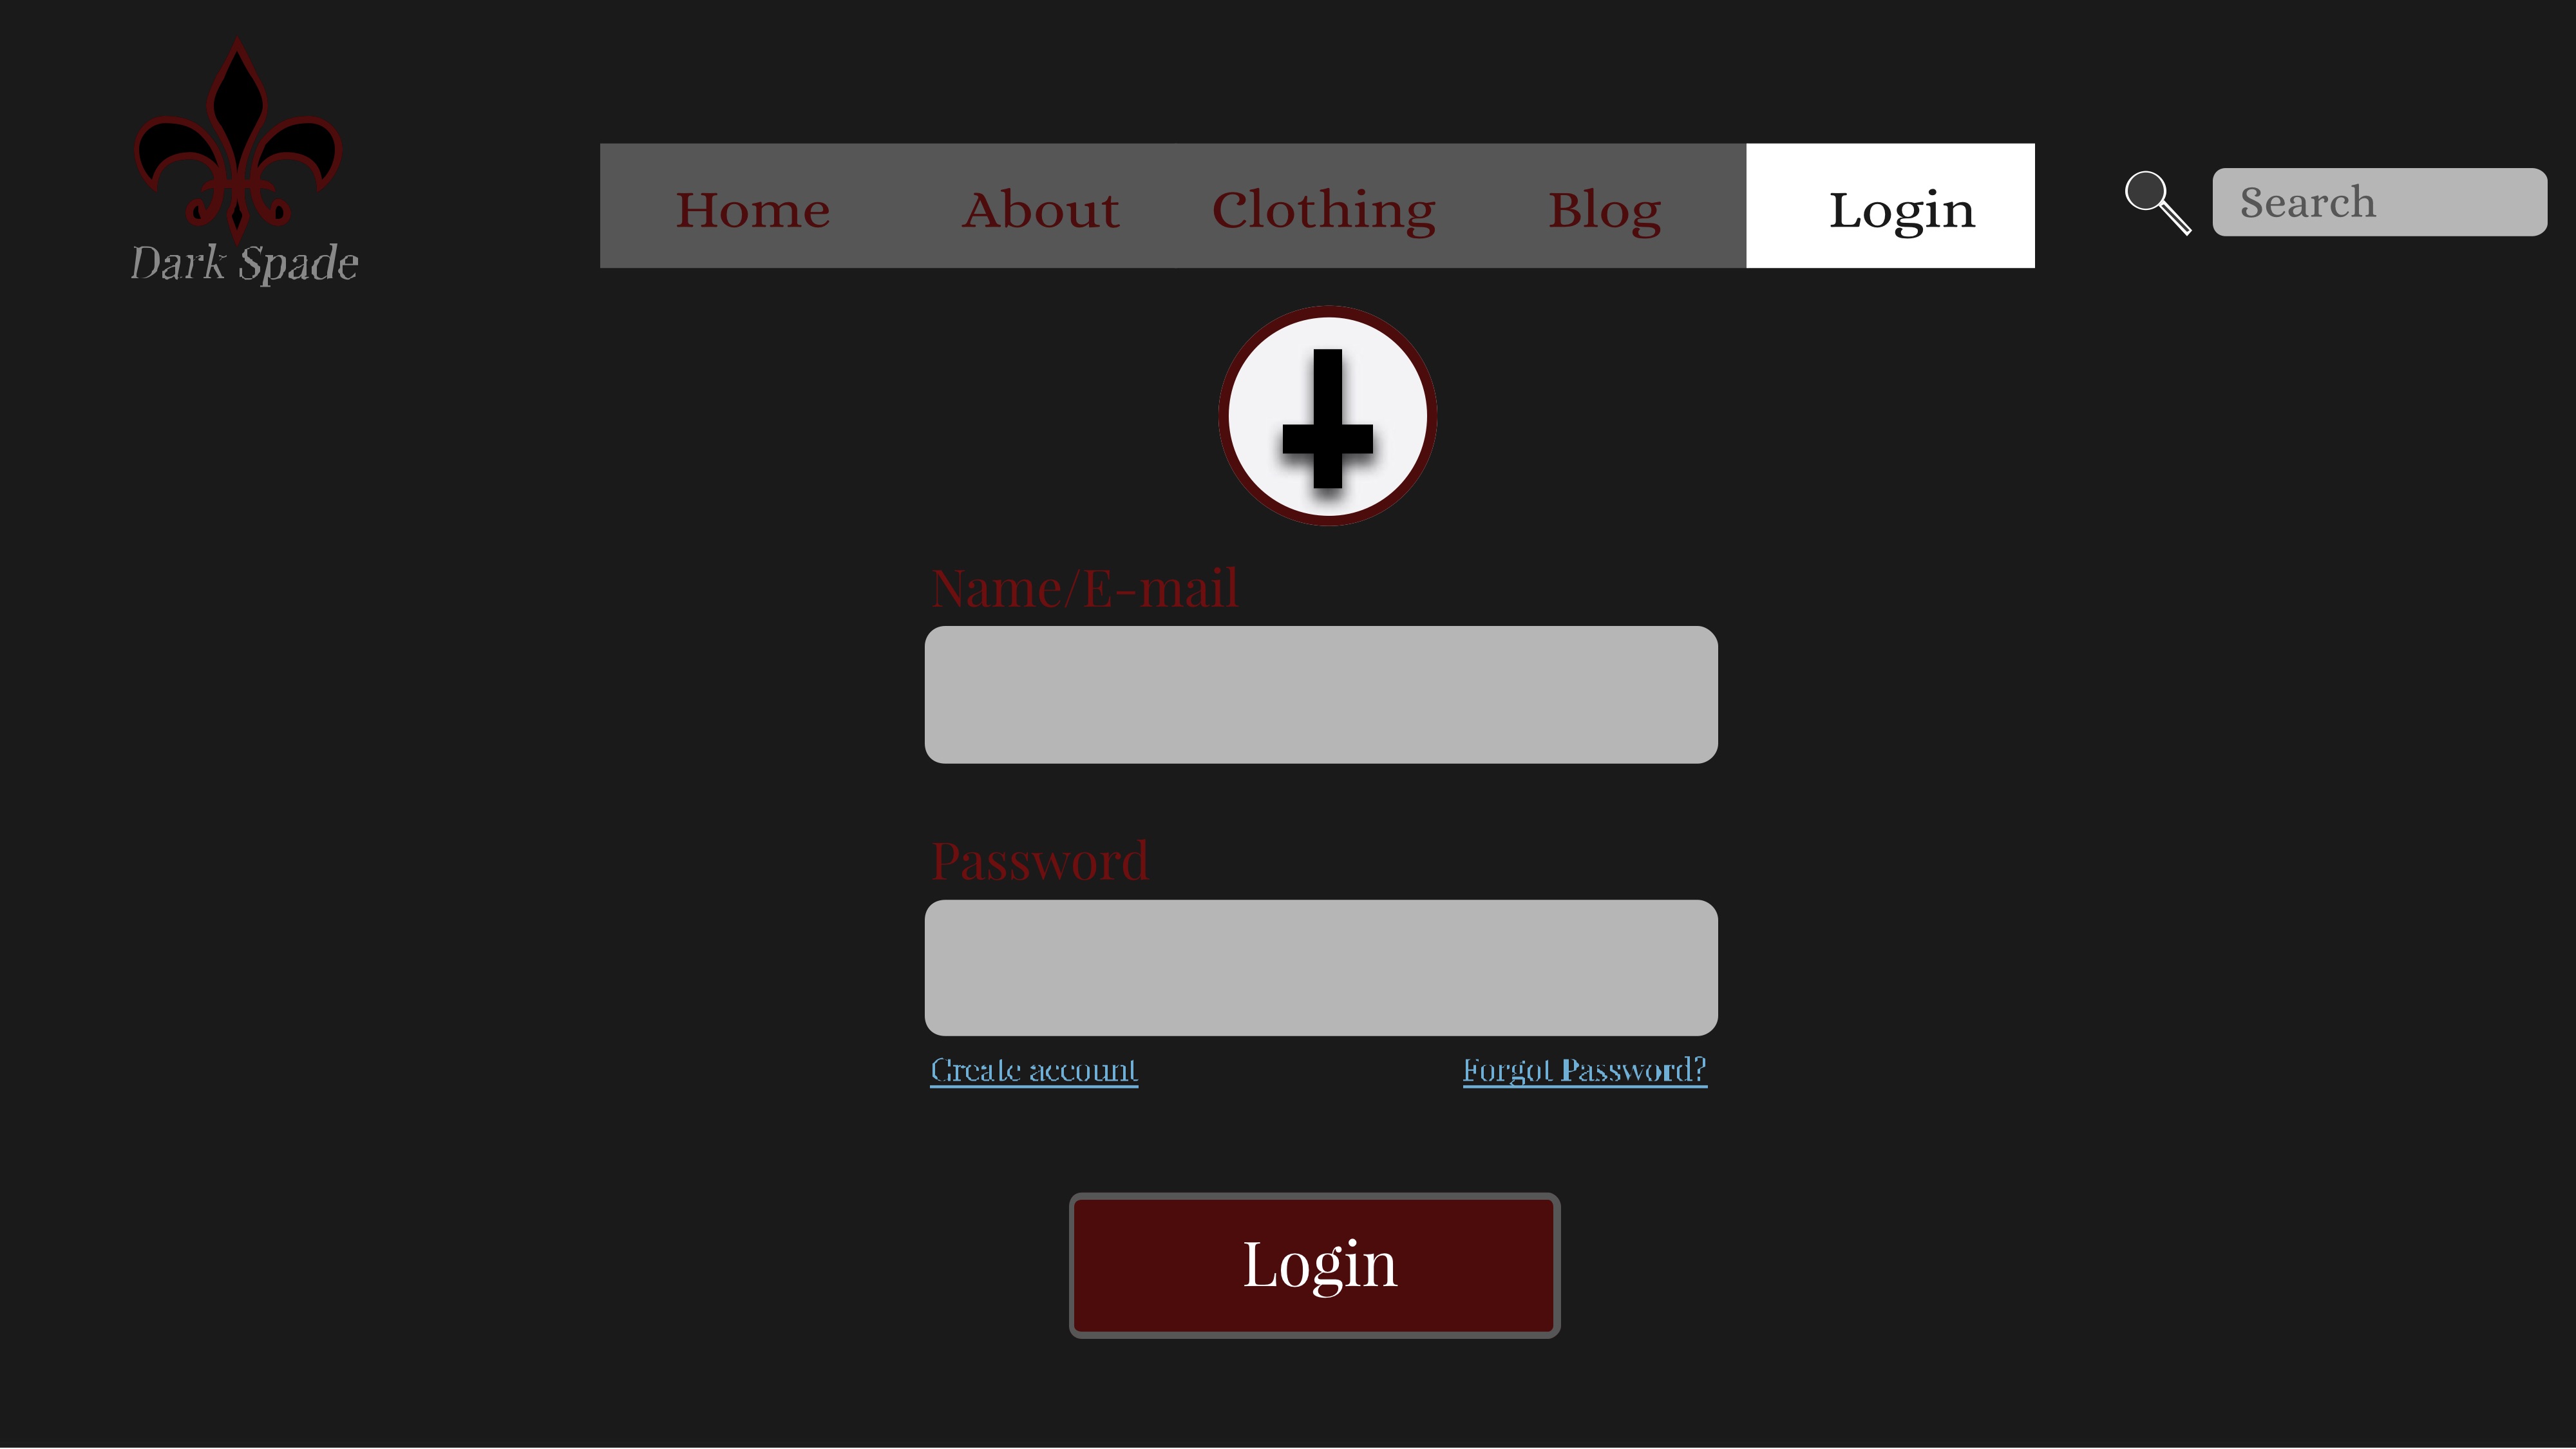 Dark Spade
Home About Clothing Blog Login
Search
Name/E-mail
Password
Create account Forgot Password?
Login